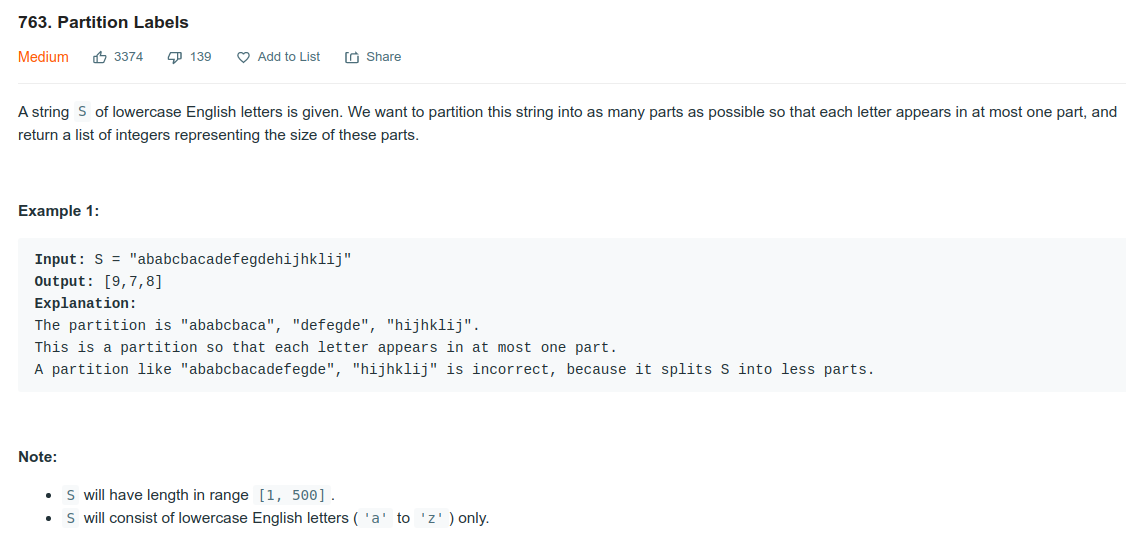 763. Partition Labels
Medium 3374 139 Add to List Share
A string S of lowercase English letters is given. We want to partition this string into as many parts as possible so that each letter appears in at most one part, and
return a list of integers representing the size of these parts.
Example 1:
Input: S = "ababcbacadefegdehijhklij"
Output: [9,7,8]
Explanation:
The partition is "ababcbaca", "defegde", "hijhklij".
This is a partition so that each letter appears in at most one part.
A partition like "ababcbacadefegde", "hijhklij" is incorrect, because it splits S into less parts.
Note:
• S will have length in range [1, 500] .
• S will consist of lowercase English letters ( 'a' to 'z' ) only.